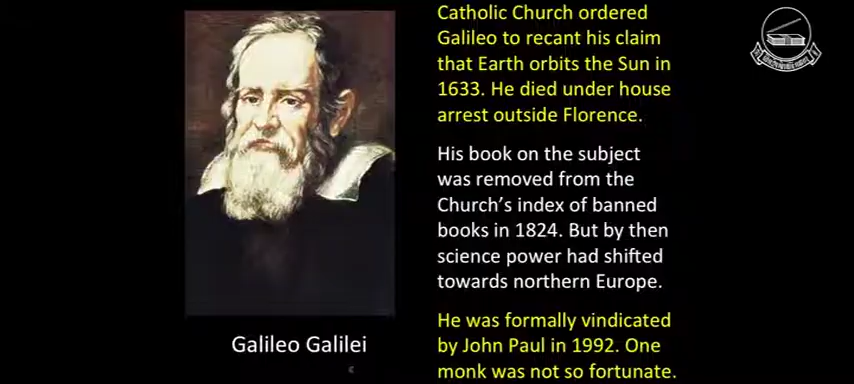 Catholic Church ordered
Galileo to recant his claim
that Earth orbits the Sun in
1633. He died under house
arrest outside Florence.
His book on the subject
was removed from the
Church's index of banned
books in 1824. But by then
science power had shifted
towards northern Europe.
He was formally vindicated
by John Paul in 1992. One
monk was not so fortunate.
Galileo Galilei